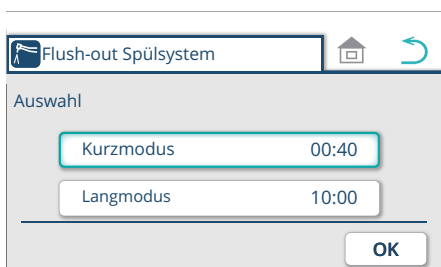 Flush-out Spülsystem
Auswahl
Kurzmodus 00:40
Langmodus 10:00
OK